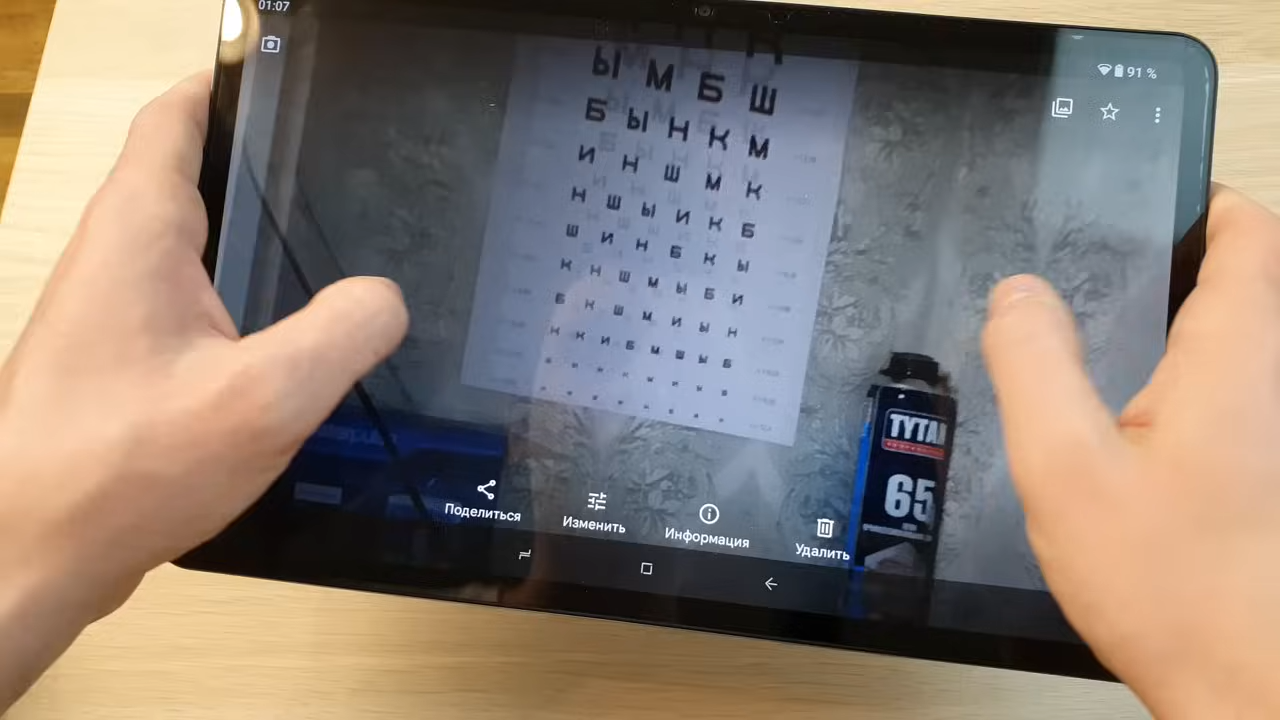 01:07
91 %
Ы М Б Ш
Б Ы Н К М
И Н Ш М К
Н Ш Ы И К Б
Ш И Н Б К Ы
К Н Ш М Ы Б И
Б К Ш М И Ы Н
Н К И Б М Ш Ы Б
TYTAN
65
Поделиться
Изменить
Информация
Удалить